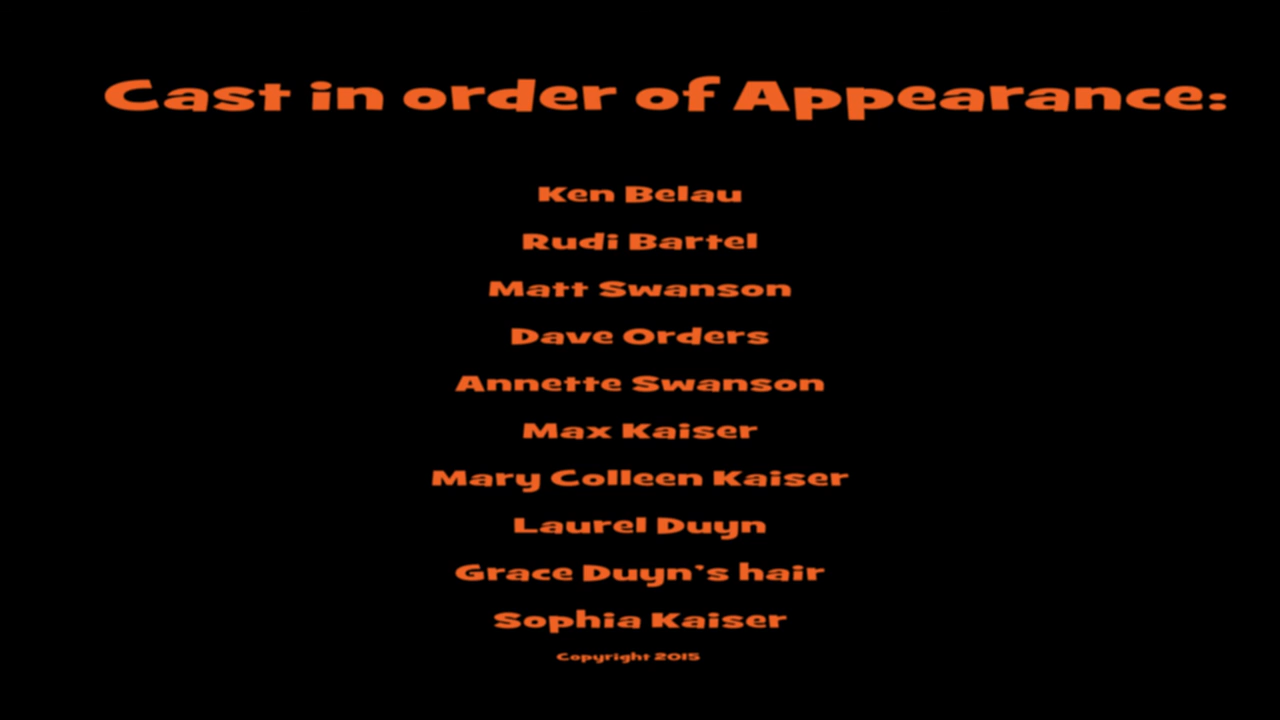 Cast in order of Appearance:
Ken Belau
Rudi Bartel
Matt Swanson
Dave Orders
Annette Swanson
Max Kaiser
Mary Colleen Kaiser
Laurel Duyn
Grace Duyn's hair
Sophia Kaiser
Copyright 2015